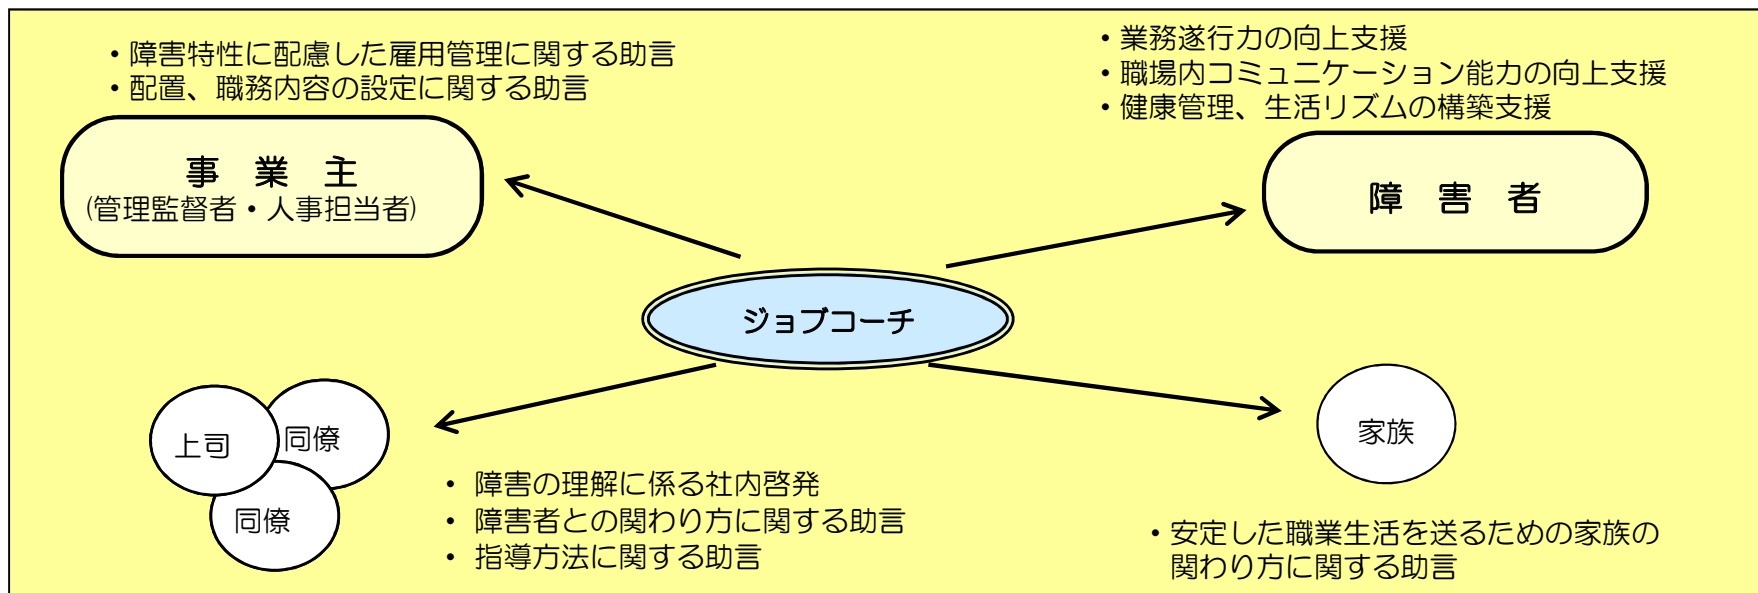 ・障害特性に配慮した雇用管理に関する助言
・配置、職務内容の設定に関する助言
事　業　主
(管理監督者・人事担当者)
・業務遂行力の向上支援
・職場内コミュニケーション能力の向上支援
・健康管理、生活リズムの構築支援
障　害　者
ジョブコーチ
上司
同僚
同僚
・ 障害の理解に係る社内啓発
・ 障害者との関わり方に関する助言
・ 指導方法に関する助言
家族
・安定した職業生活を送るための家族の
関わり方に関する助言